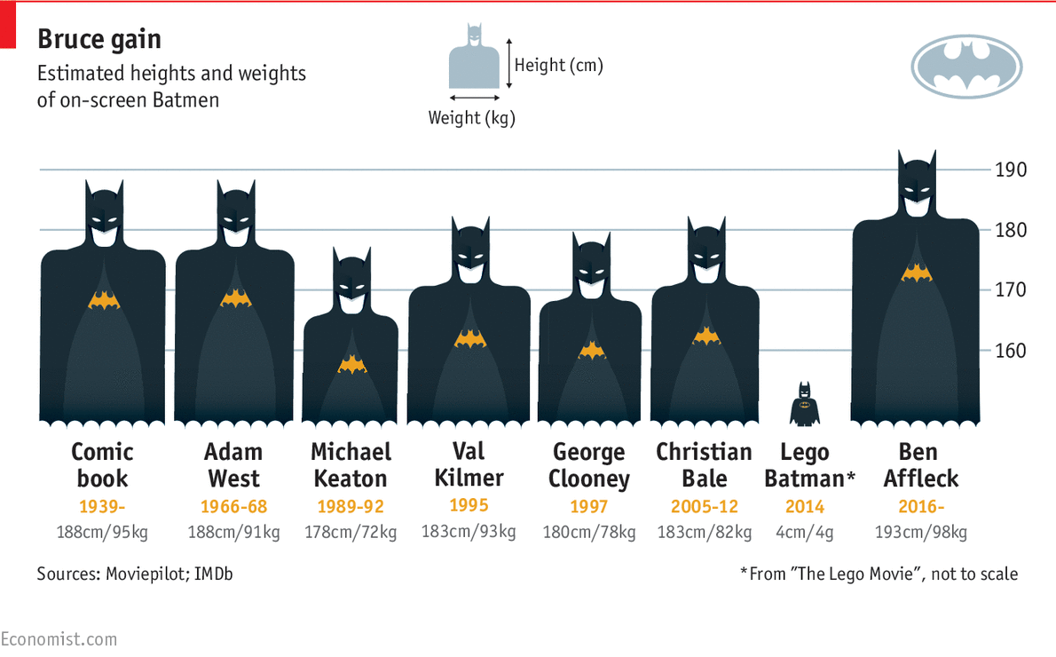 Bruce gain
Estimated heights and weights
of on-screen Batmen
Height (cm)
Weight (kg)
190
180
170
160
Comic
book
1939-
188cm/95kg
Adam
West
1966-68
188cm/91kg
Michael
Keaton
1989-92
178cm/72kg
Val
Kilmer
1995
183cm/93kg
George
Clooney
1997
180cm/78kg
Christian
Bale
2005-12
183cm/82kg
Lego
Batman*
2014
4cm/4g
Ben
Affleck
2016-
193cm/98kg
Sources: Moviepilot; IMDb
*From "The Lego Movie", not to scale
Economist.com